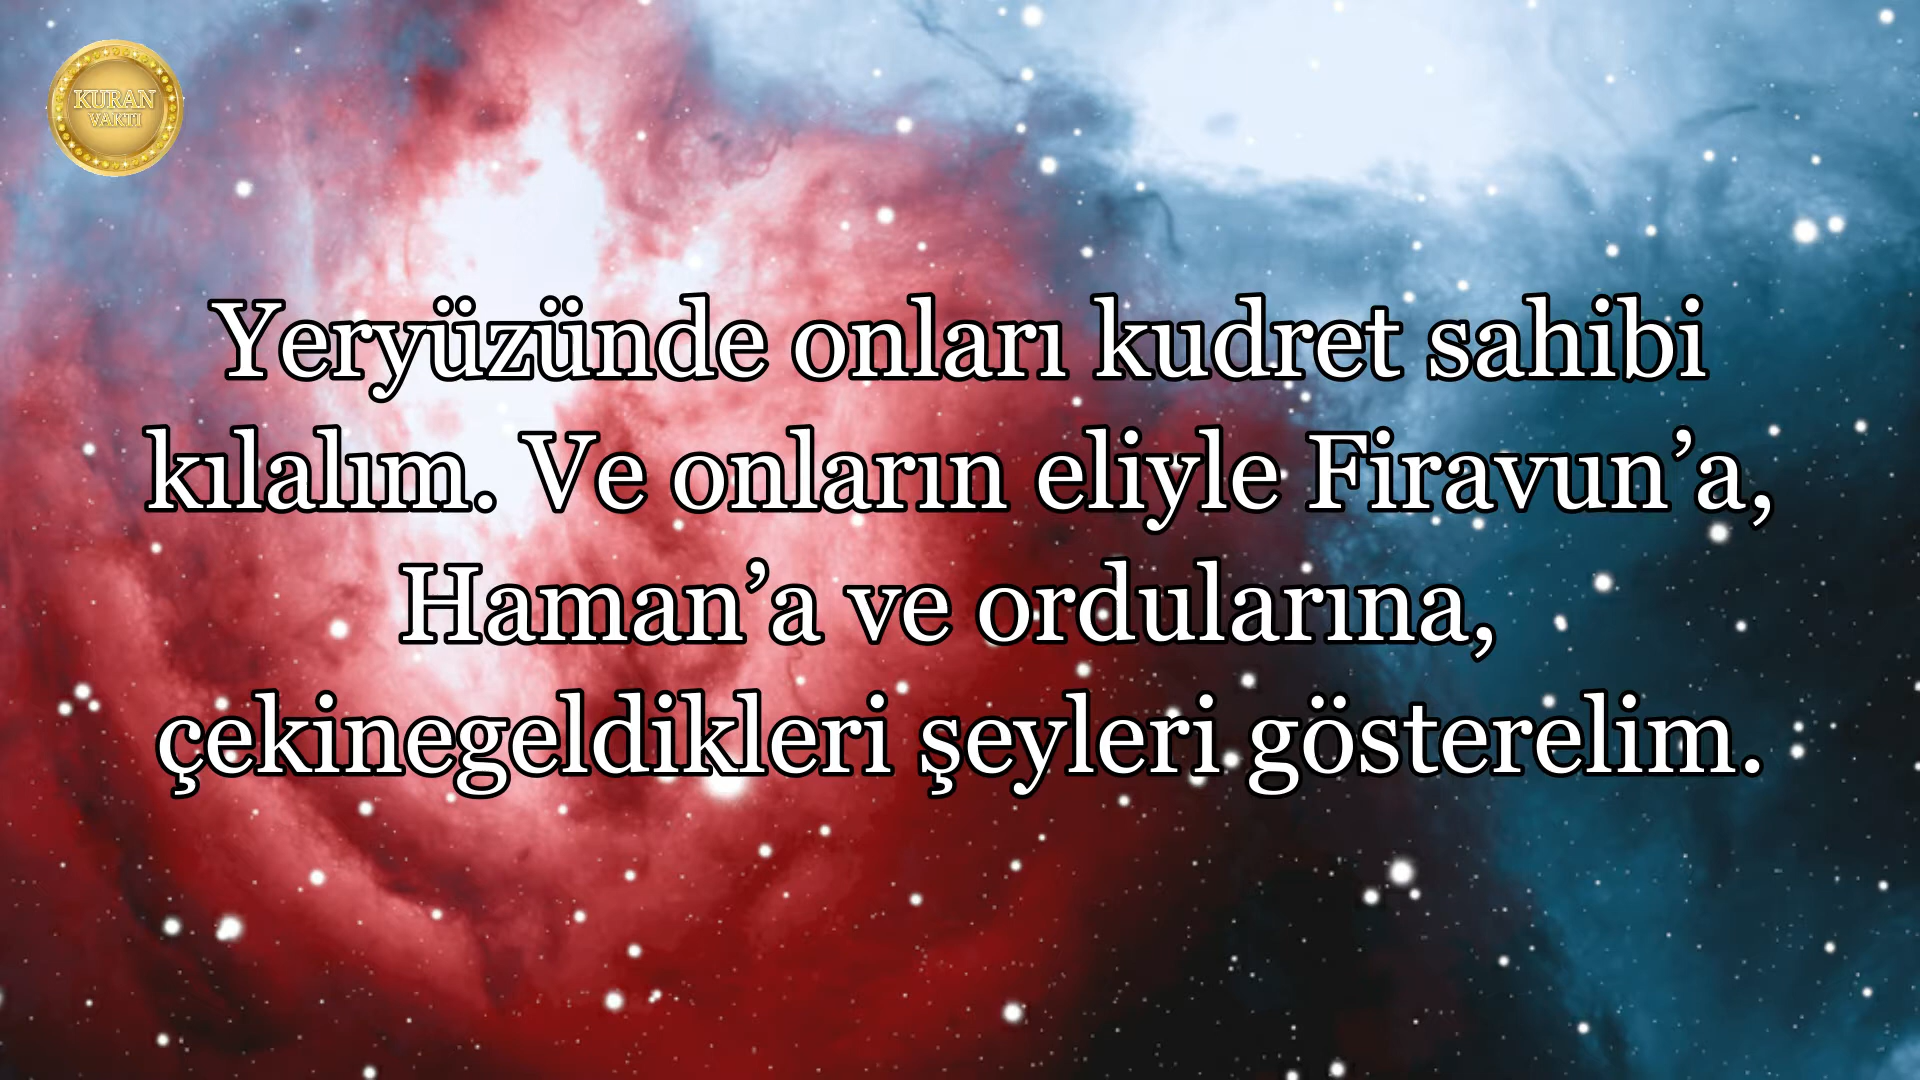 KURAN
VAKTİ
Yeryüzünde onları kudret sahibi
kılalım. Ve onların eliyle Firavun’a,
Haman’a ve ordularına,
çekinegeldikleri şeyleri gösterelim.